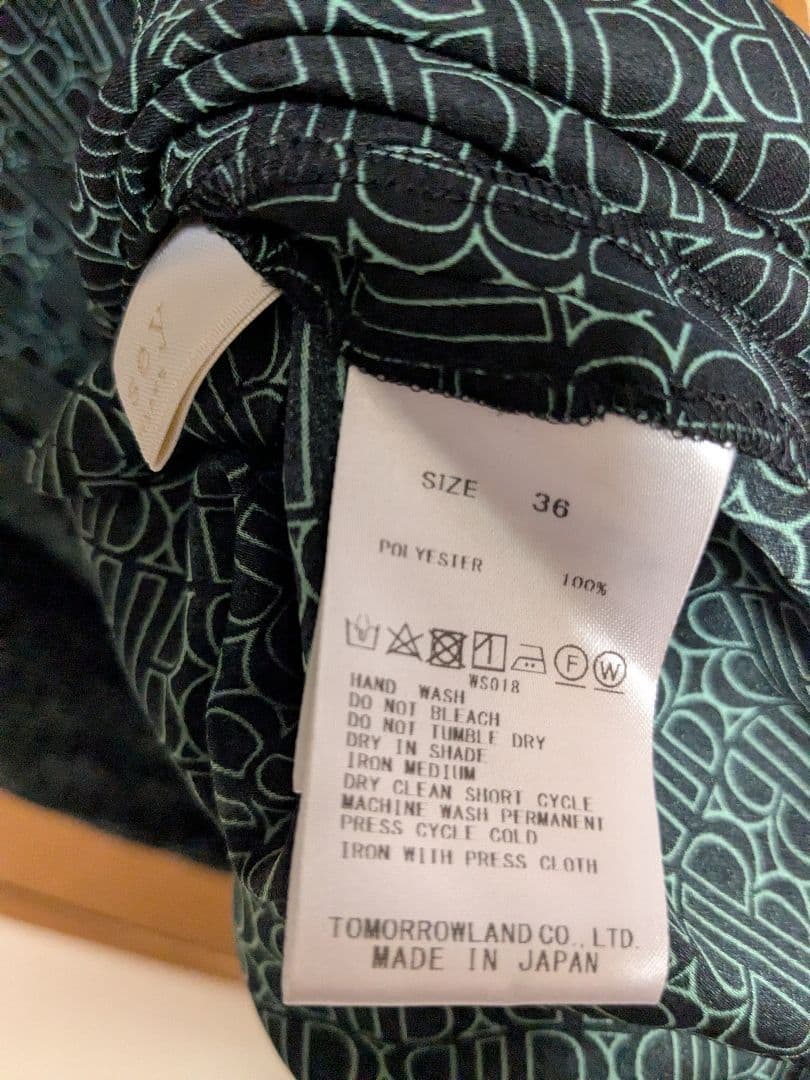 SIZE 36
POLYESTER 100%
F W
WS018
HAND WASH
DO NOT BLEACH
DO NOT TUMBLE DRY
DRY IN SHADE
IRON MEDIUM
DRY CLEAN SHORT CYCLE
MACHINE WASH PERMANENT
PRESS CYCLE COLD
IRON WITH PRESS CLOTH
TOMORROWLAND CO., LTD.
MADE IN JAPAN